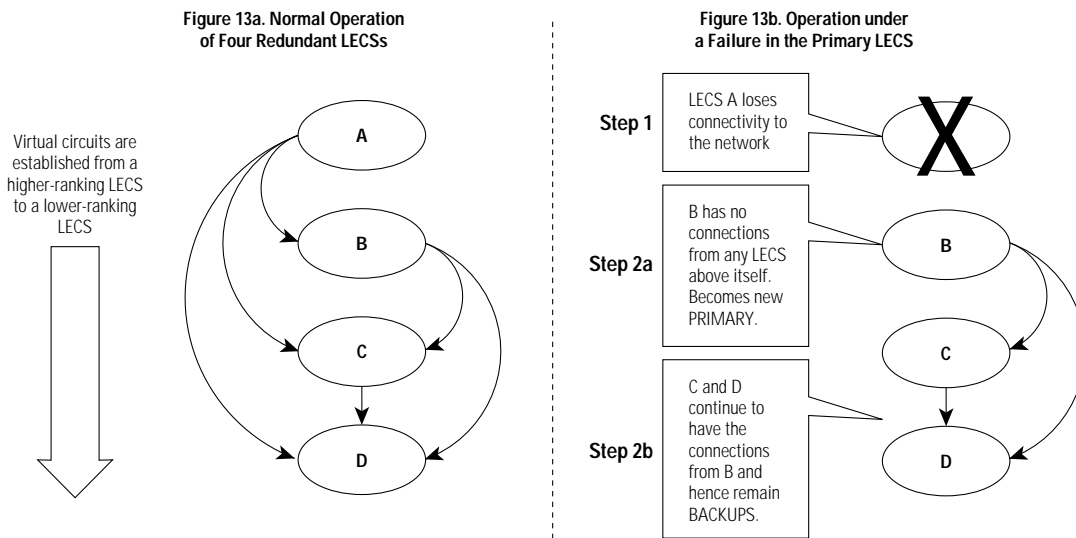 Figure 13a. Normal Operation
of Four Redundant LECSs
Virtual circuits are
established from a
higher-ranking LECS
to a lower-ranking
LECS
A
B
C
D
Figure 13b. Operation under
a Failure in the Primary LECS
Step 1
LECS A loses
connectivity to
the network
X
Step 2a
B has no
connections
from any LECS
above itself.
Becomes new
PRIMARY.
B
C
Step 2b
C and D
continue to
have the
connections
from B and
hence remain
BACKUPS.
D